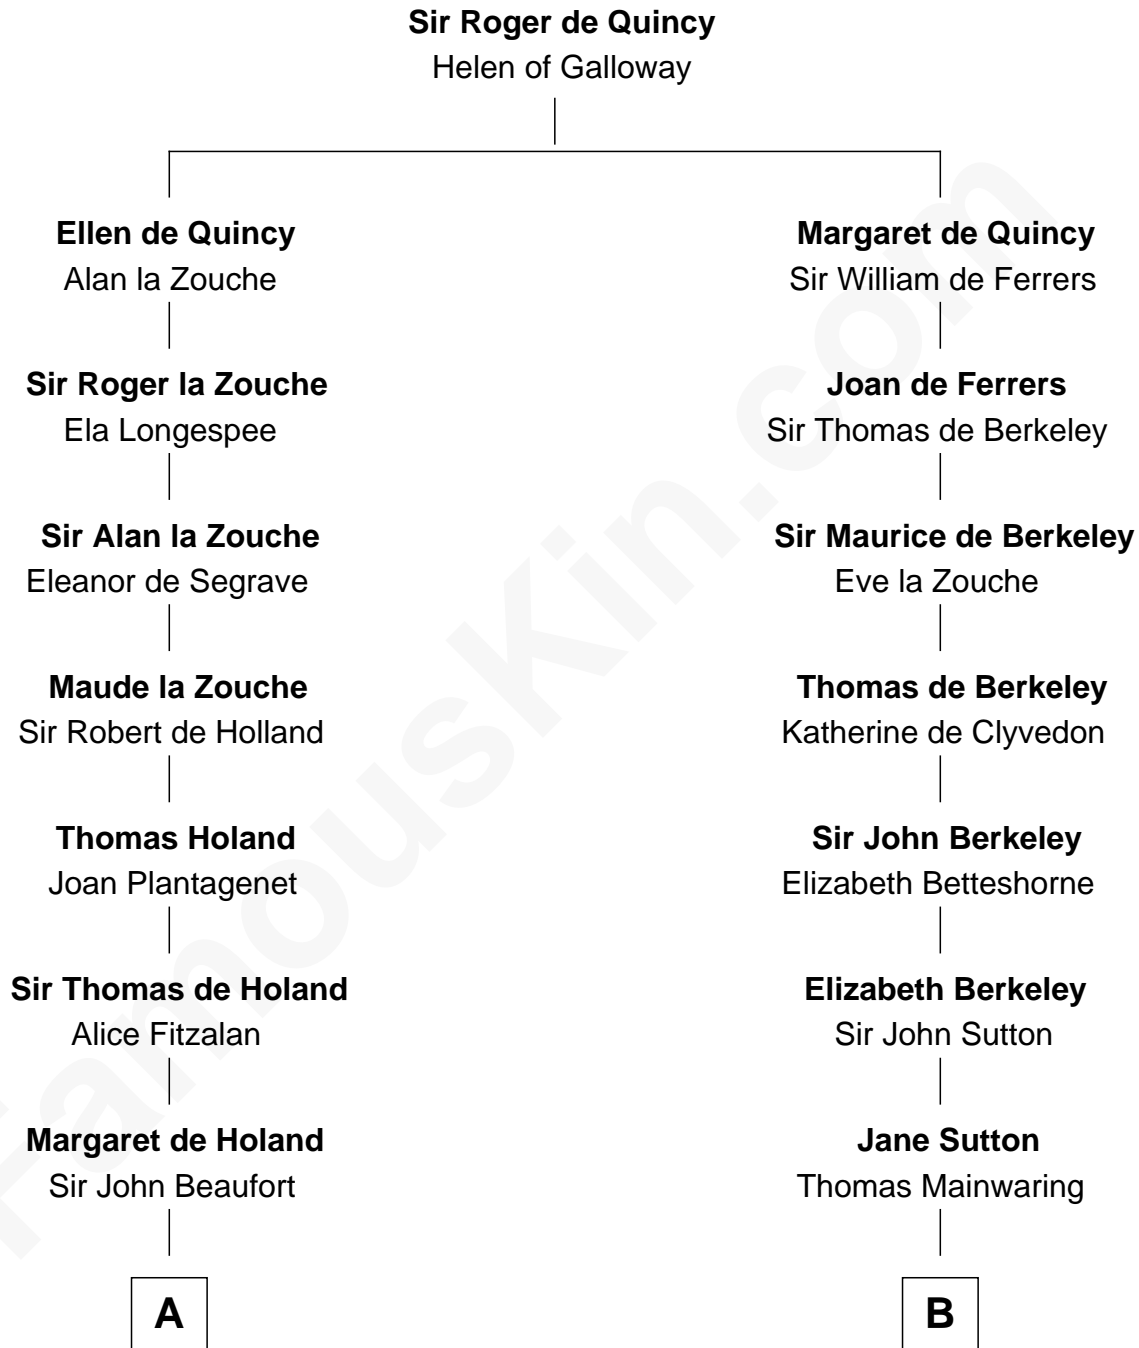 Sir Roger de Quincy
Helen of Galloway
Ellen de Quincy
Alan la Zouche
Margaret de Quincy
Sir William de Ferrers
Sir Roger la Zouche
Ela Longespee
Joan de Ferrers
Sir Thomas de Berkeley
Sir Alan la Zouche
Eleanor de Segrave
Sir Maurice de Berkeley
Eve la Zouche
Maude la Zouche
Sir Robert de Holland
Thomas de Berkeley
Katherine de Clyvedon
Thomas Holand
Joan Plantagenet
Sir John Berkeley
Elizabeth Betteshorne
Sir Thomas de Holand
Alice Fitzalan
Elizabeth Berkeley
Sir John Sutton
Margaret de Holand
Sir John Beaufort
Jane Sutton
Thomas Mainwaring
A
B
FamousKin.com